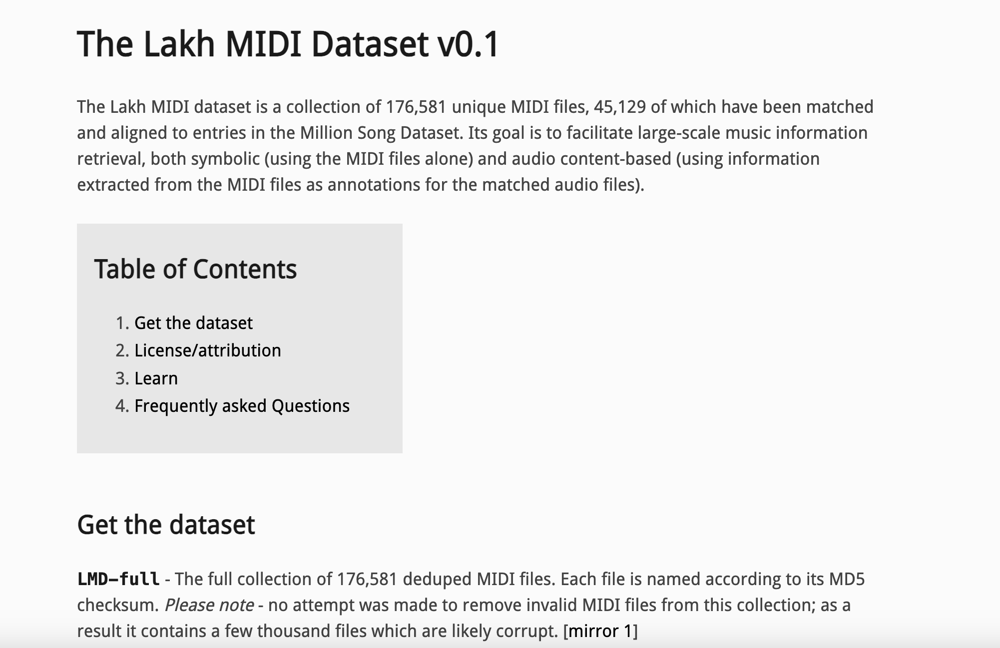 The Lakh MIDI Dataset v0.1
The Lakh MIDI dataset is a collection of 176,581 unique MIDI files, 45,129 of which have been matched
and aligned to entries in the Million Song Dataset. Its goal is to facilitate large-scale music information
retrieval, both symbolic (using the MIDI files alone) and audio content-based (using information
extracted from the MIDI files as annotations for the matched audio files).
Table of Contents
1. Get the dataset
2. License/attribution
3. Learn
4. Frequently asked Questions
Get the dataset
LMD-full - The full collection of 176,581 deduped MIDI files. Each file is named according to its MD5
checksum. Please note - no attempt was made to remove invalid MIDI files from this collection; as a
result it contains a few thousand files which are likely corrupt. [mirror 1]